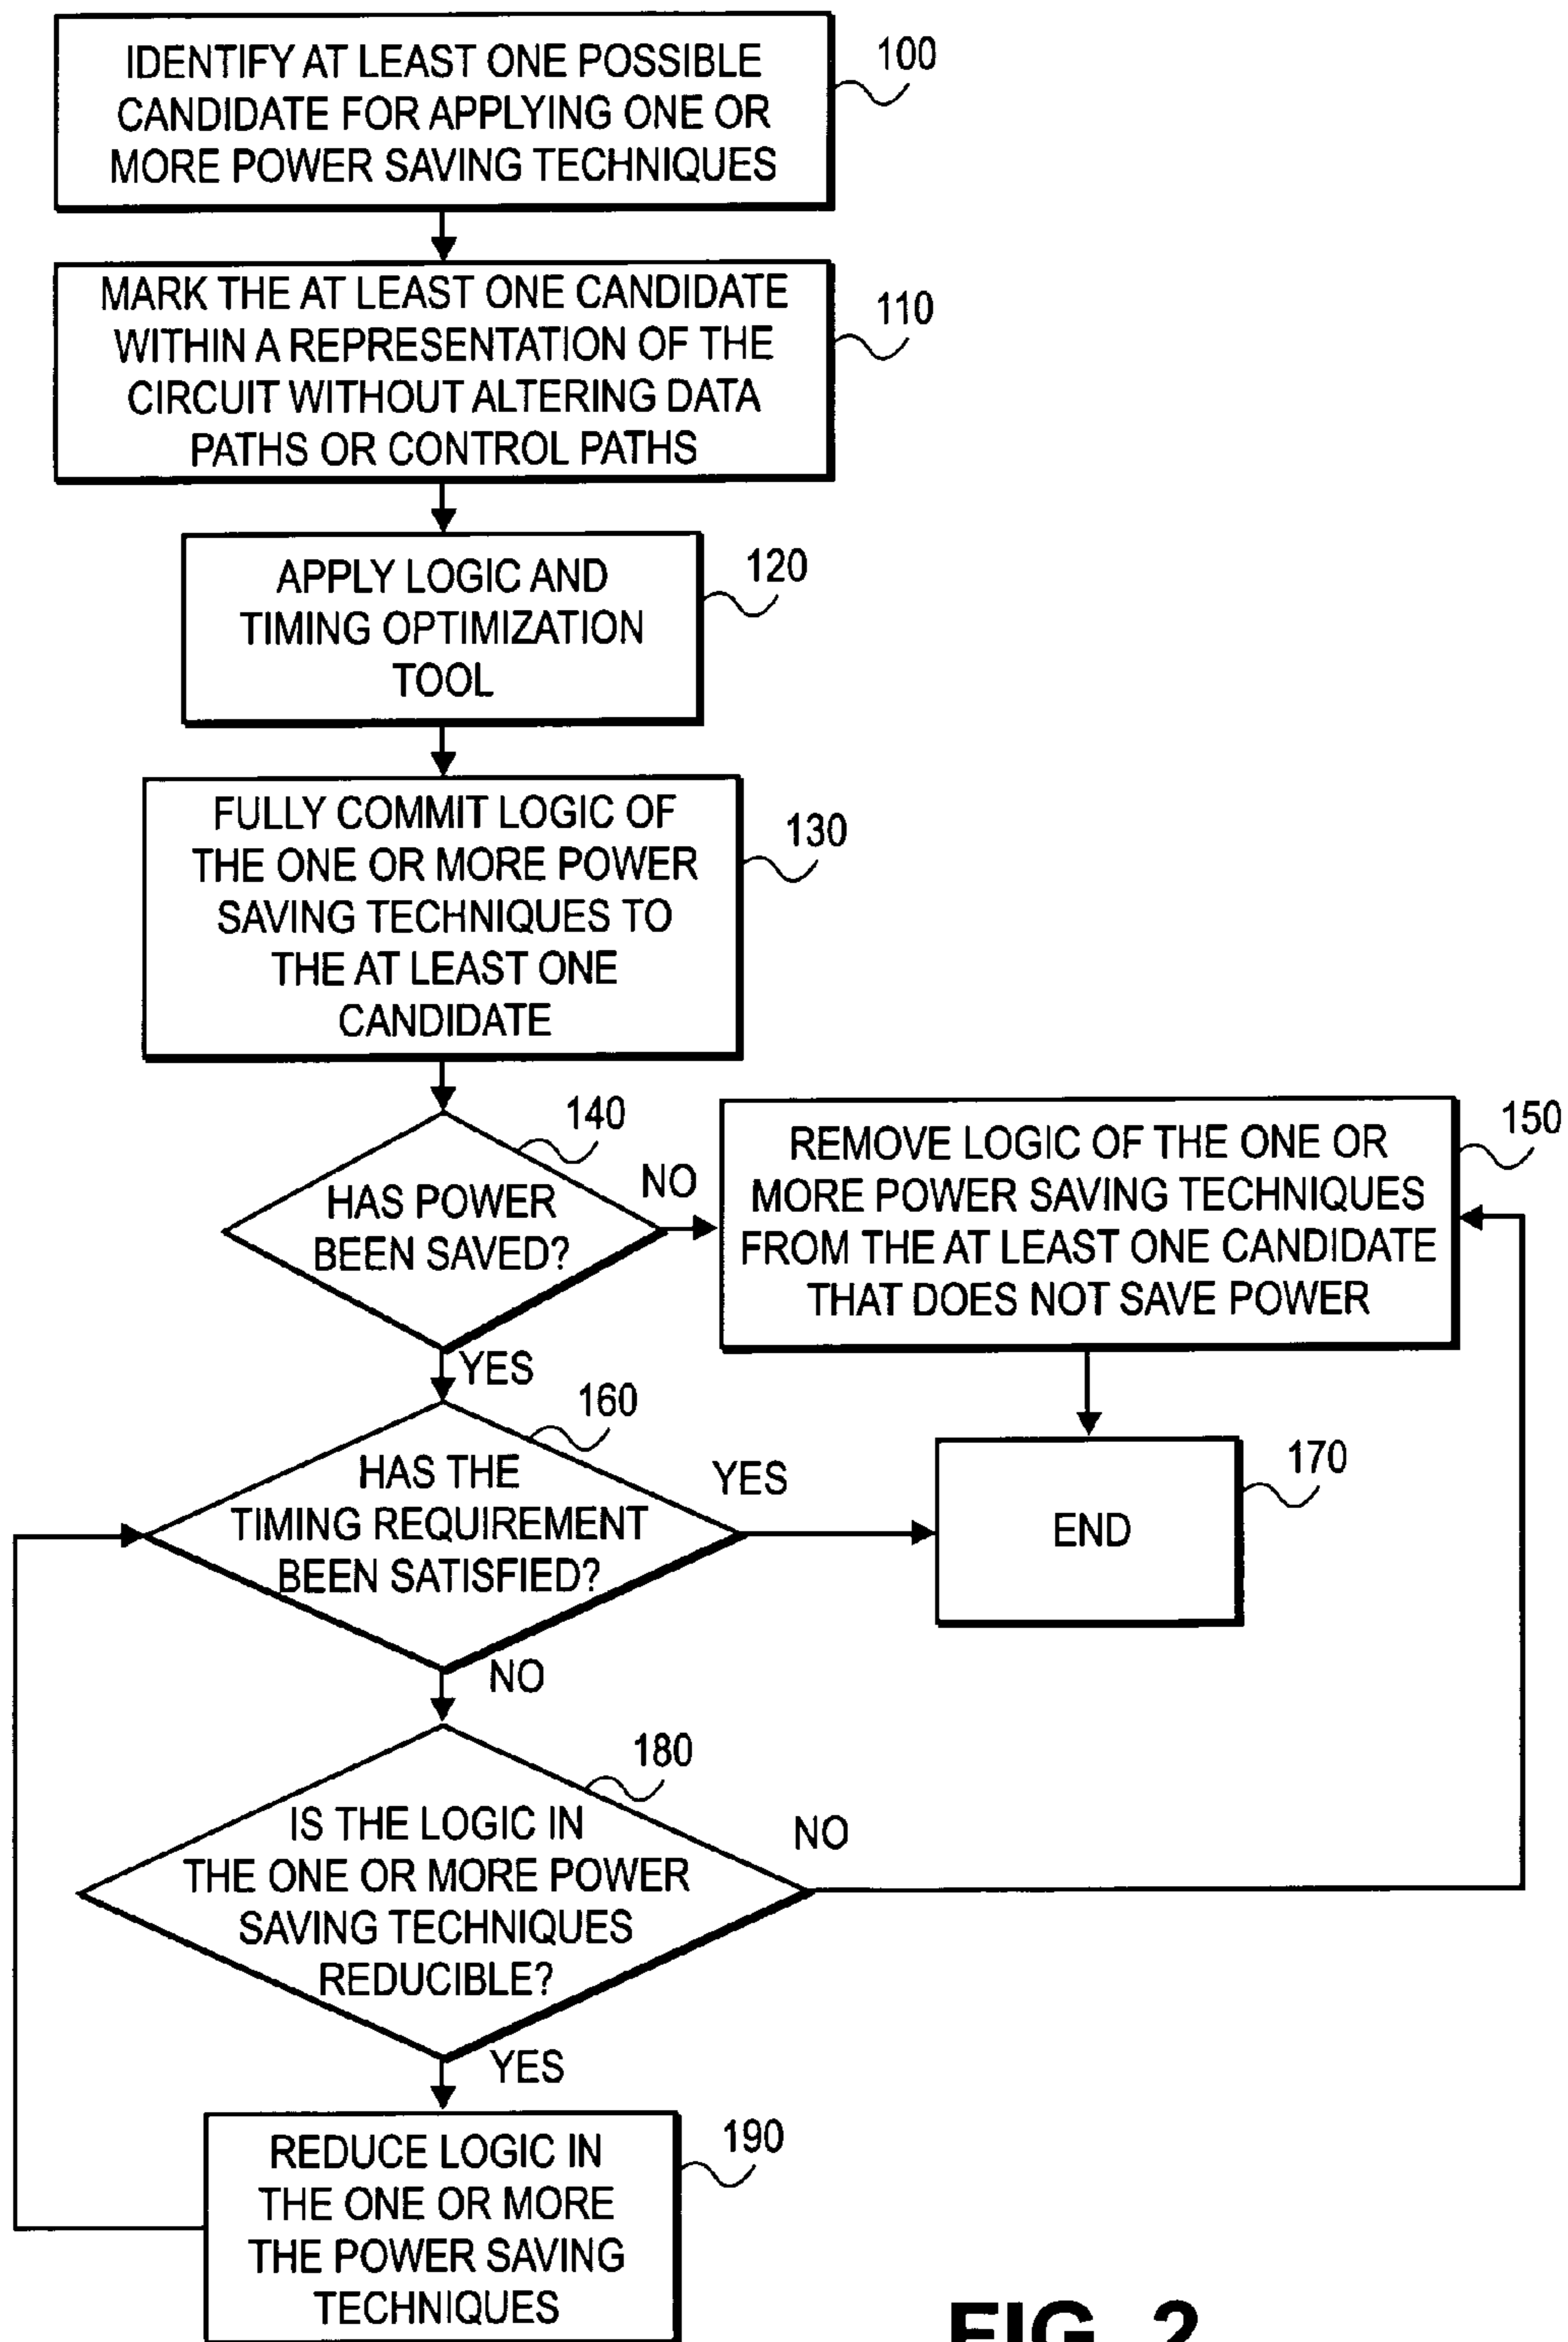 IDENTIFY AT LEAST ONE POSSIBLE
CANDIDATE FOR APPLYING ONE OR
MORE POWER SAVING TECHNIQUES
100
MARK THE AT LEAST ONE CANDIDATE
WITHIN A REPRESENTATION OF THE
CIRCUIT WITHOUT ALTERING DATA
PATHS OR CONTROL PATHS
110
APPLY LOGIC AND
TIMING OPTIMIZATION
TOOL
120
FULLY COMMIT LOGIC OF
THE ONE OR MORE POWER
SAVING TECHNIQUES TO
THE AT LEAST ONE
CANDIDATE
130
140
HAS POWER
BEEN SAVED?
NO
YES
REMOVE LOGIC OF THE ONE OR
MORE POWER SAVING TECHNIQUES
FROM THE AT LEAST ONE CANDIDATE
THAT DOES NOT SAVE POWER
150
160
HAS THE
TIMING REQUIREMENT
BEEN SATISFIED?
YES
NO
END
170
180
IS THE LOGIC IN
THE ONE OR MORE POWER
SAVING TECHNIQUES
REDUCIBLE?
NO
YES
REDUCE LOGIC IN
THE ONE OR MORE
THE POWER SAVING
TECHNIQUES
190
FIG. 2